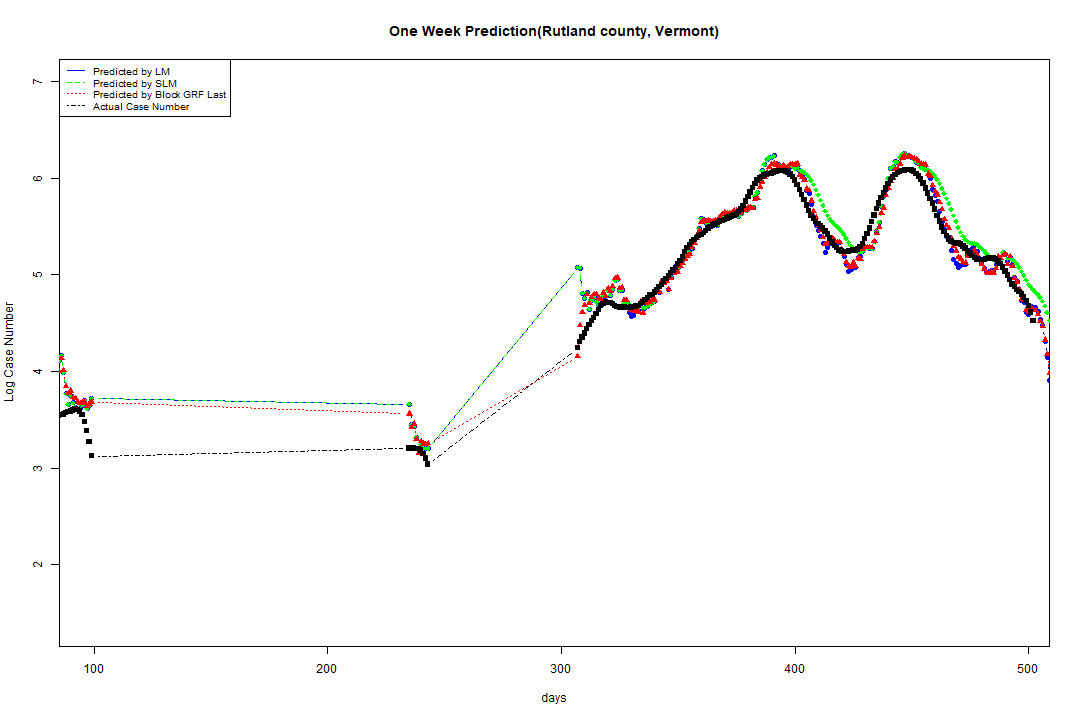 One Week Prediction(Rutland county, Vermont)
Predicted by LM
Predicted by SLM
Predicted by Block GRF Last
Actual Case Number
7
6
5
4
3
2
Log Case Number
100 200 300 400 500
days